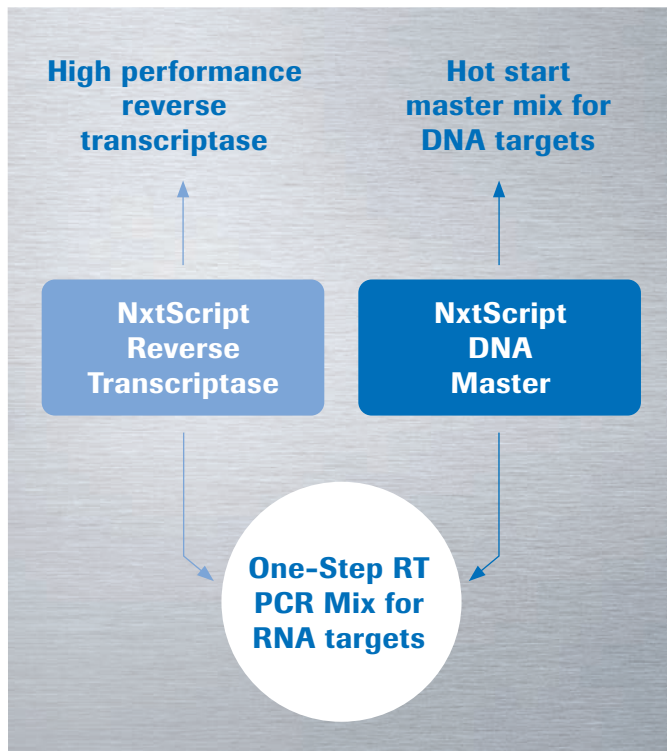 High performance
reverse
transcriptase
Hot start
master mix for
DNA targets
NxtScript
Reverse
Transcriptase
NxtScript
DNA
Master
One-Step RT
PCR Mix for
RNA targets